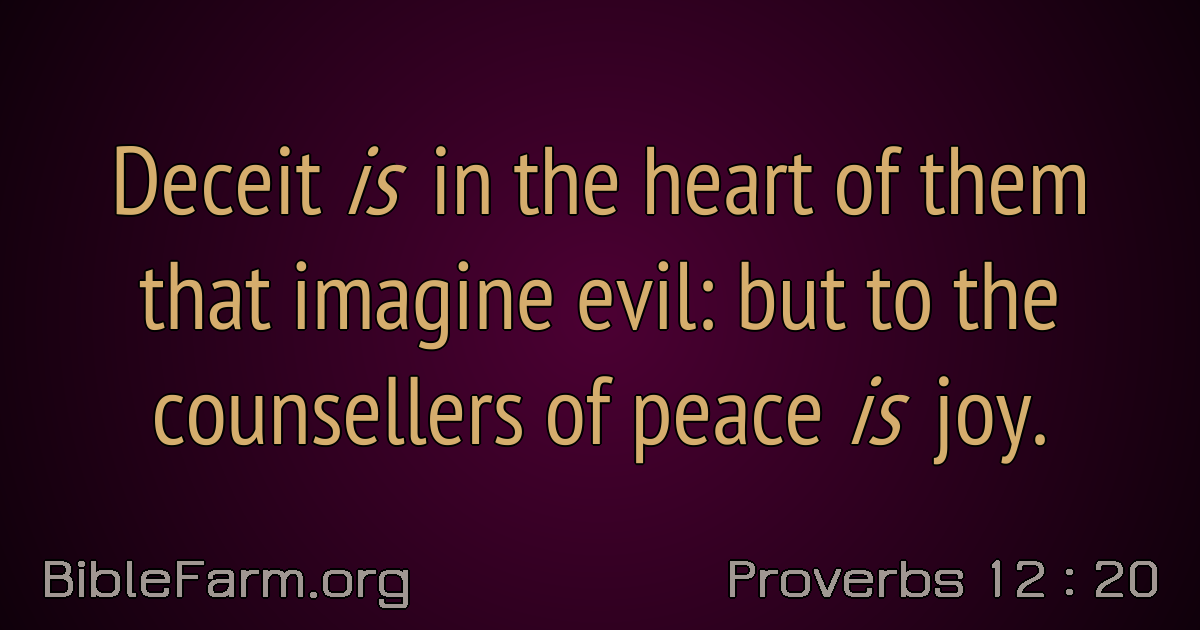 Deceit is in the heart of them
that imagine evil: but to the
counsellers of peace is joy.
BibleFarm.org
Proverbs 12 : 20